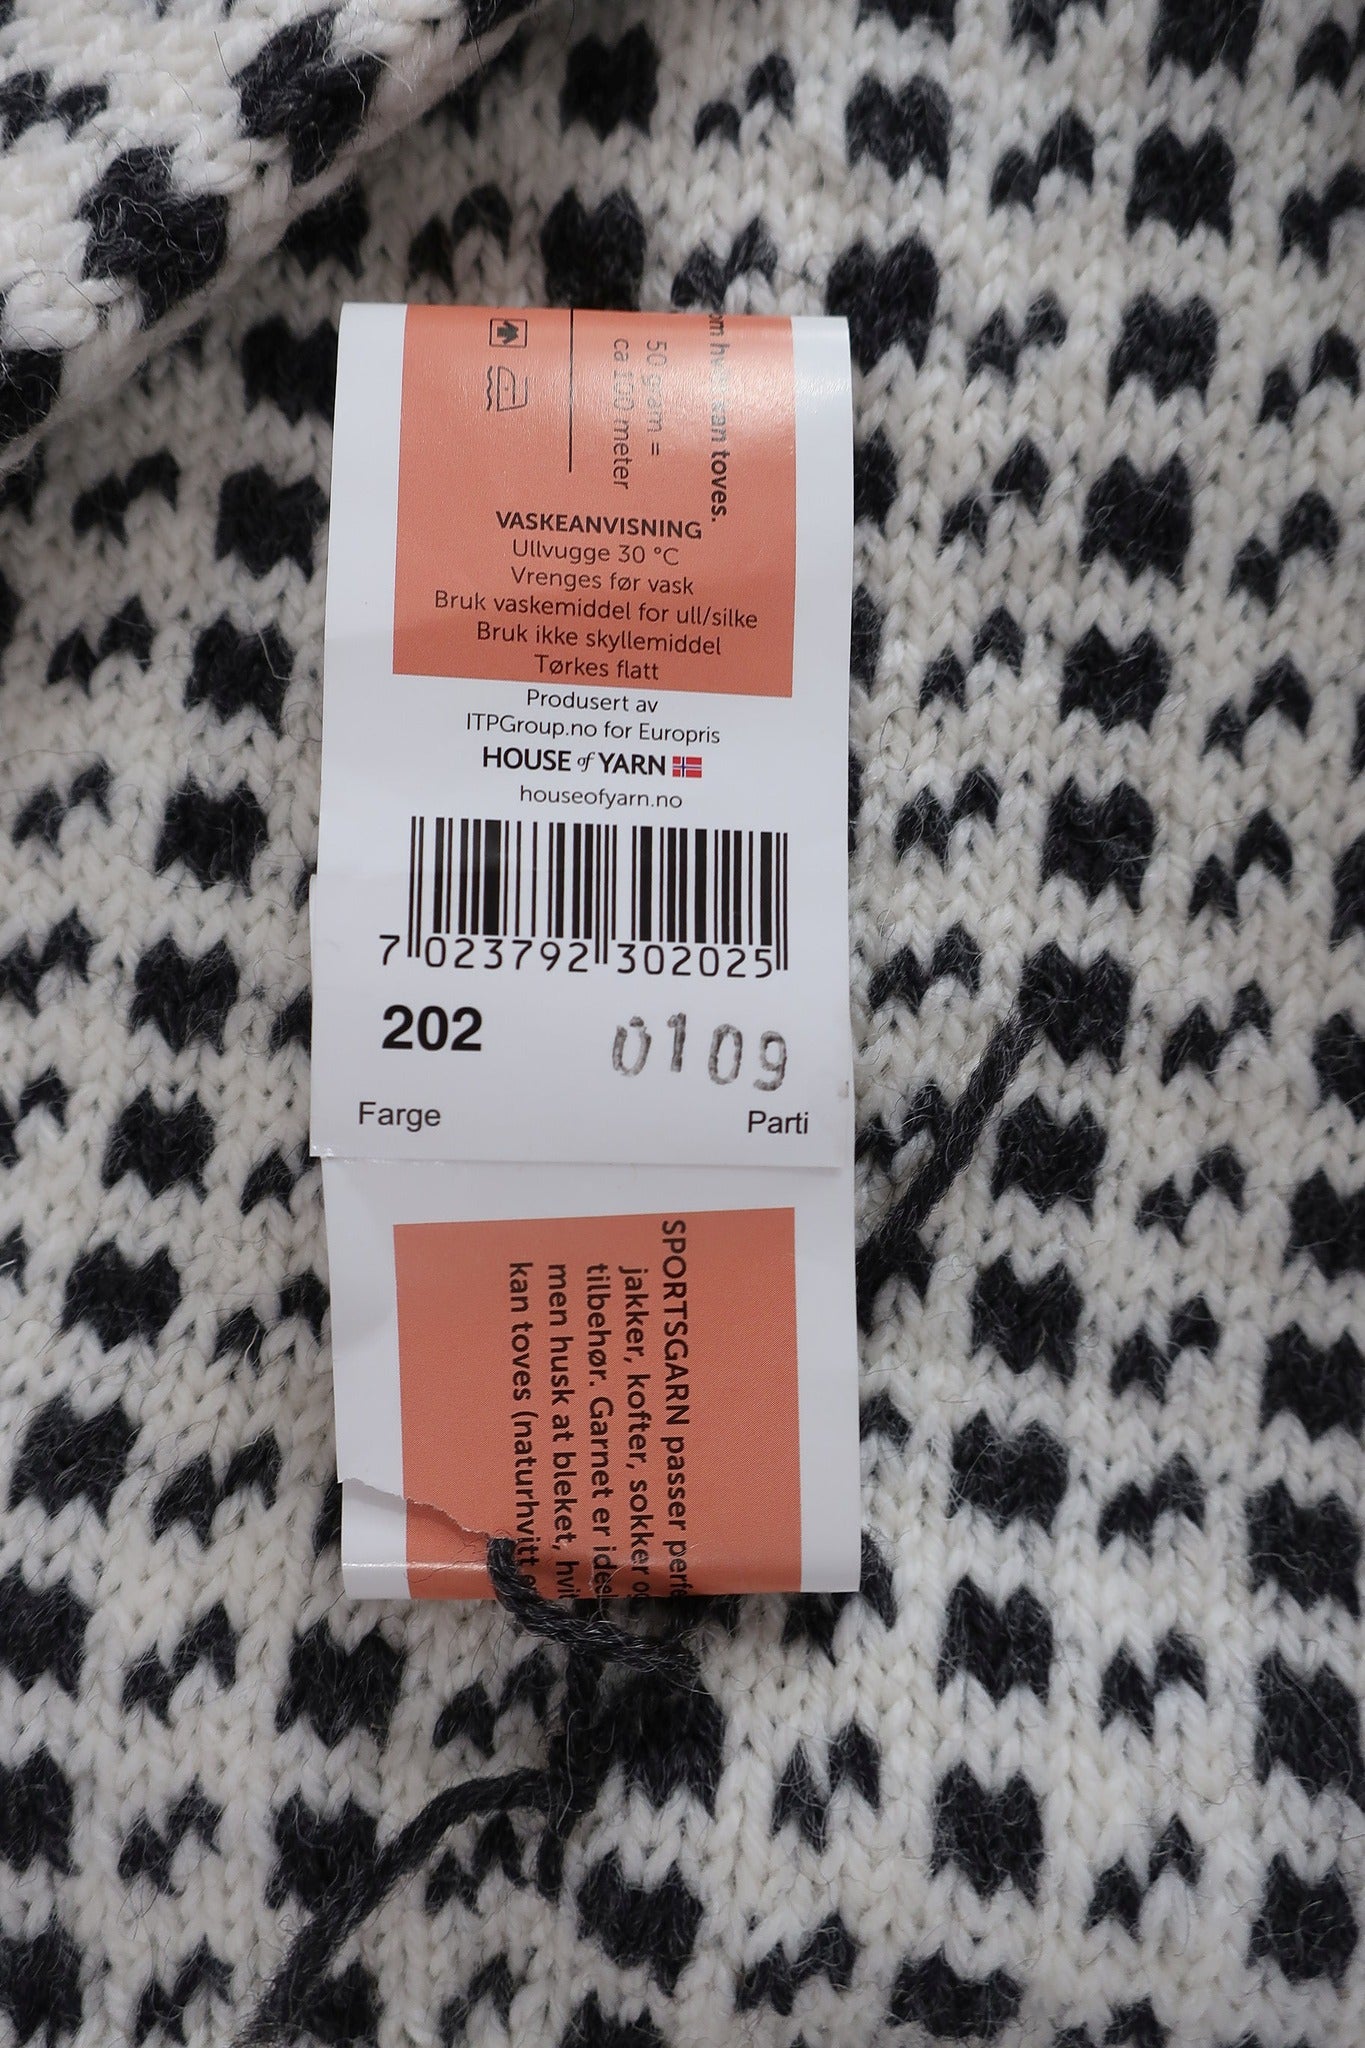 om hvit kan toves.
50 gram =
ca 100 meter
VASKEANVISNING
Ullvugge 30 °C
Vrenges før vask
Bruk vaskemiddel for ull/silke
Bruk ikke skyllemiddel
Tørkes flatt
Produsert av
ITPGroup.no for Europris
HOUSE of YARN
houseofyarn.no
7 023792 302025
202 0109
Farge Parti
SPORTSGARN passer perfe
jakker, kofter, sokker o
tilbehør. Garnet er ide
men husk at bleket, hvi
kan toves (naturhvitt